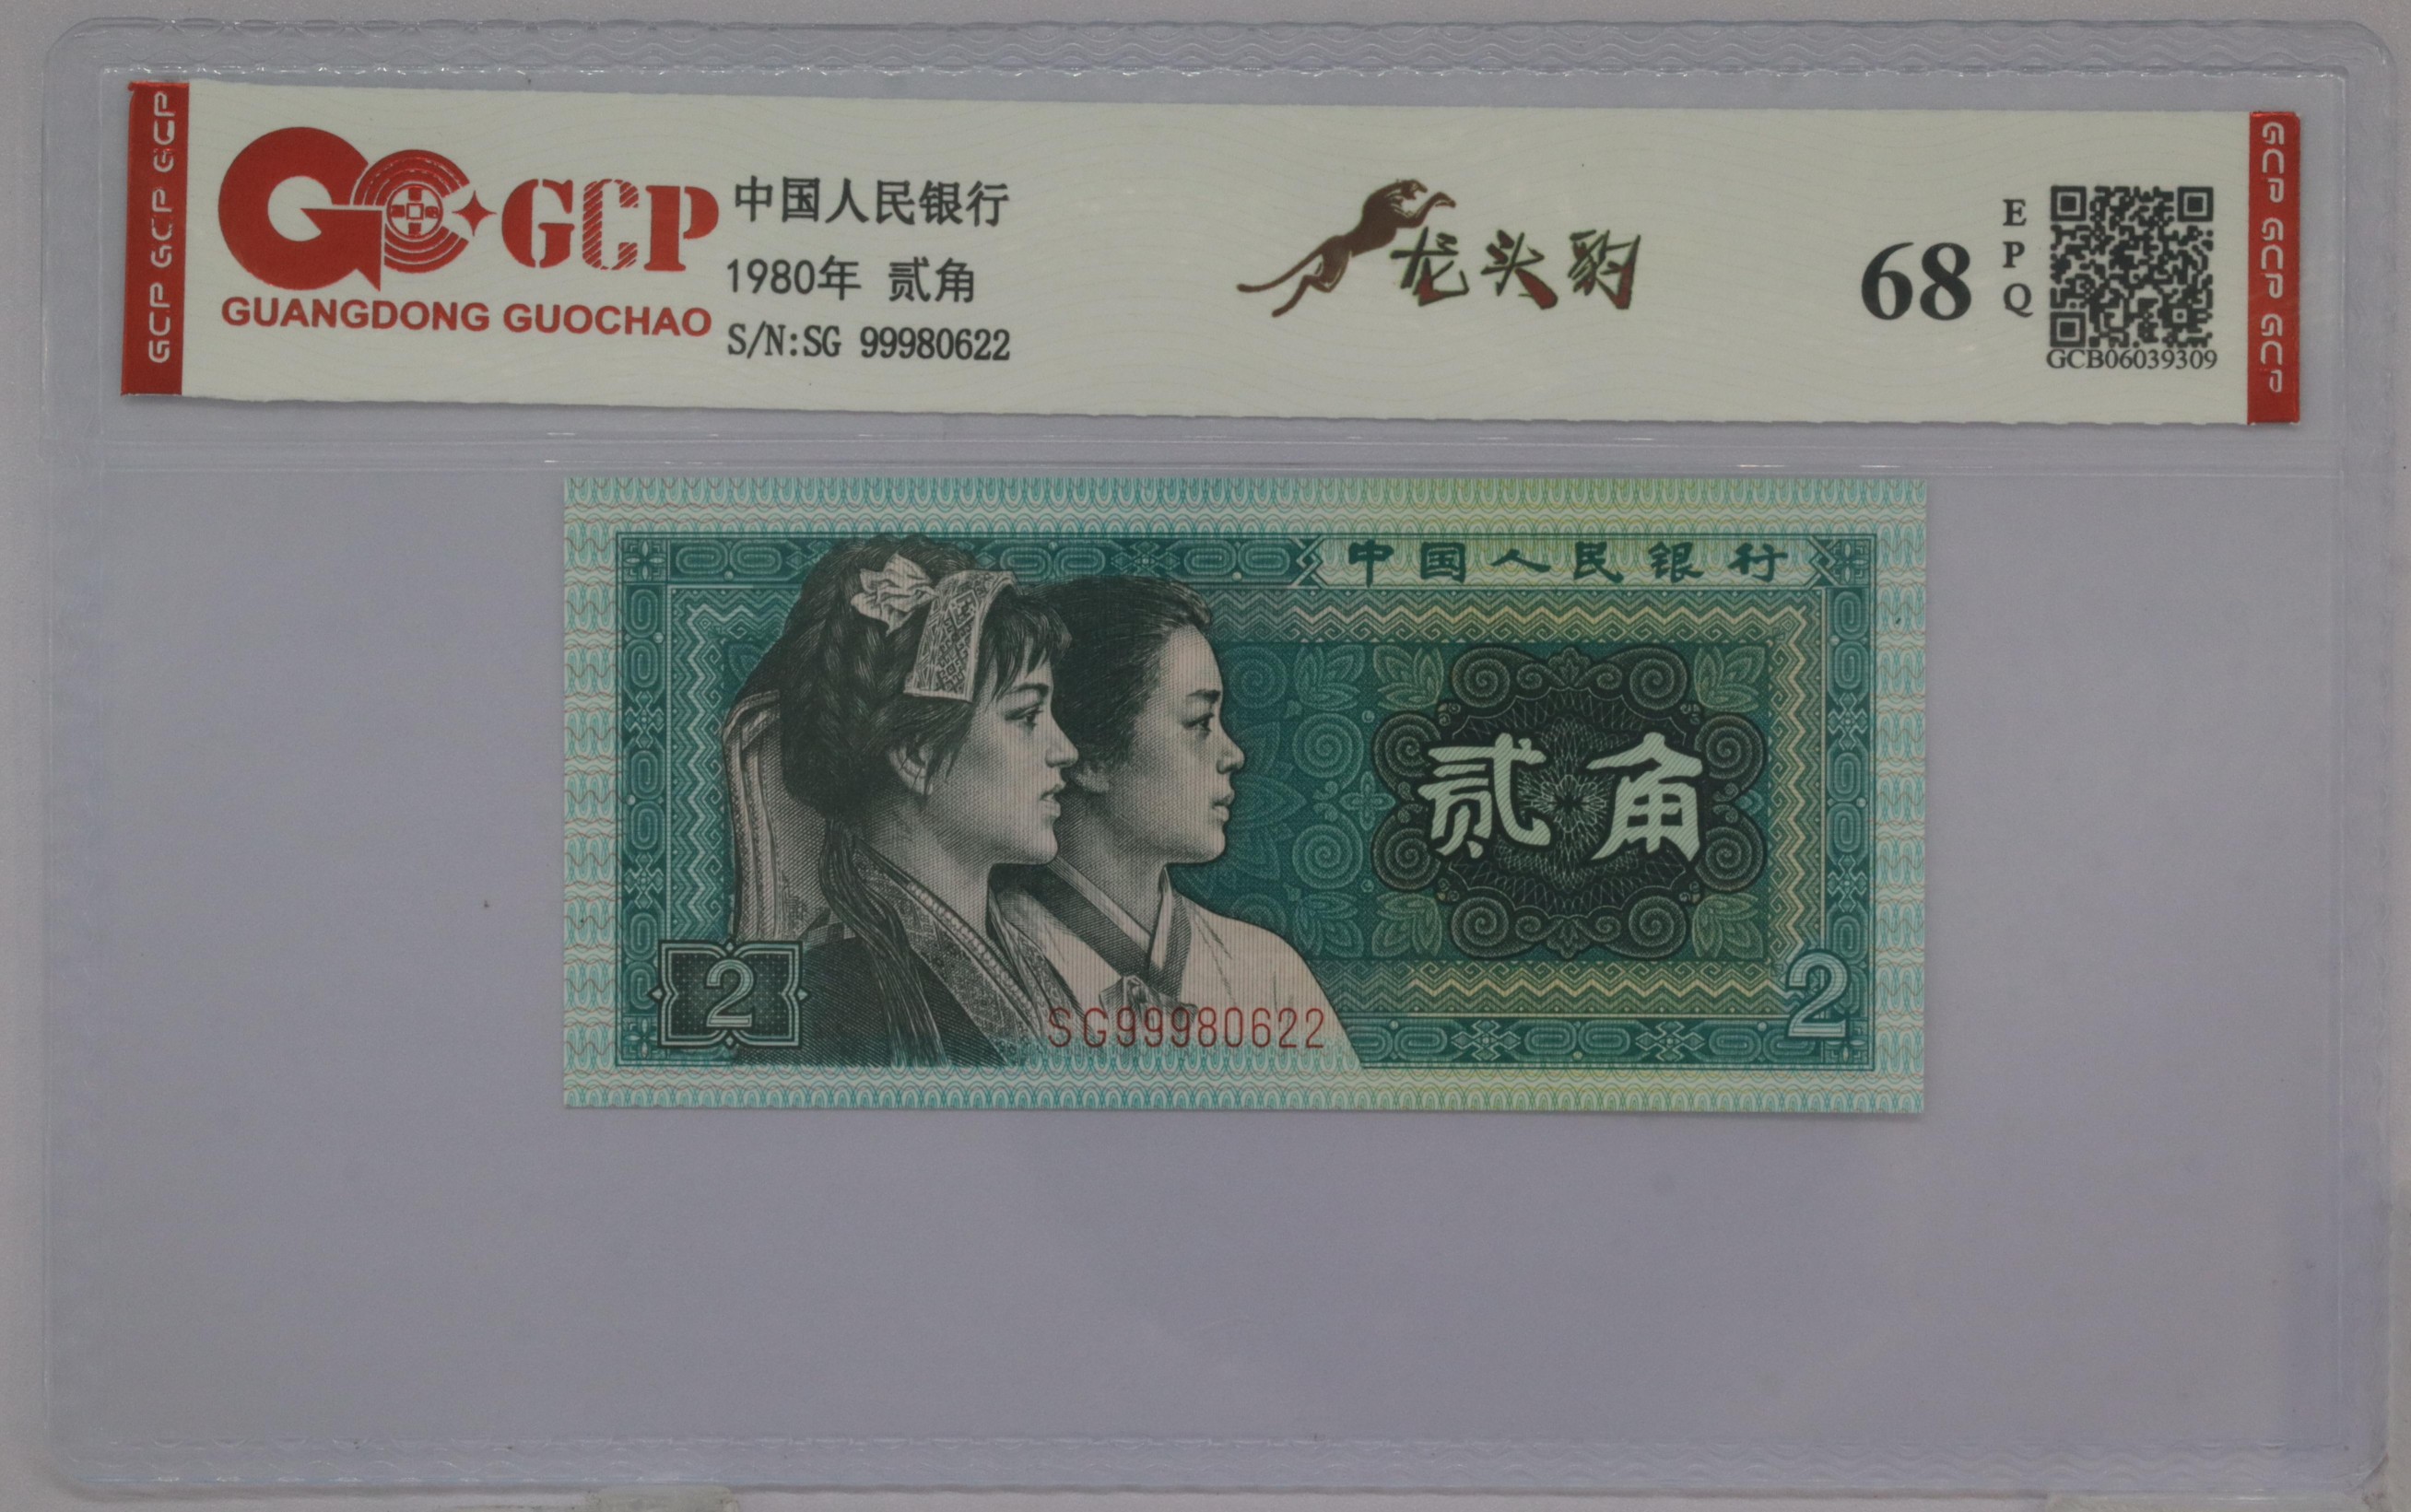 GCP GCP GCP
GCP
GUANGDONG GUOCHAO
中国人民银行
1980年 贰角
S/N:SG 99980622
龙头豹
68
EPQ
GCB06039309
GCP GCP GCP
中国人民银行
贰角
2
2
SG99980622